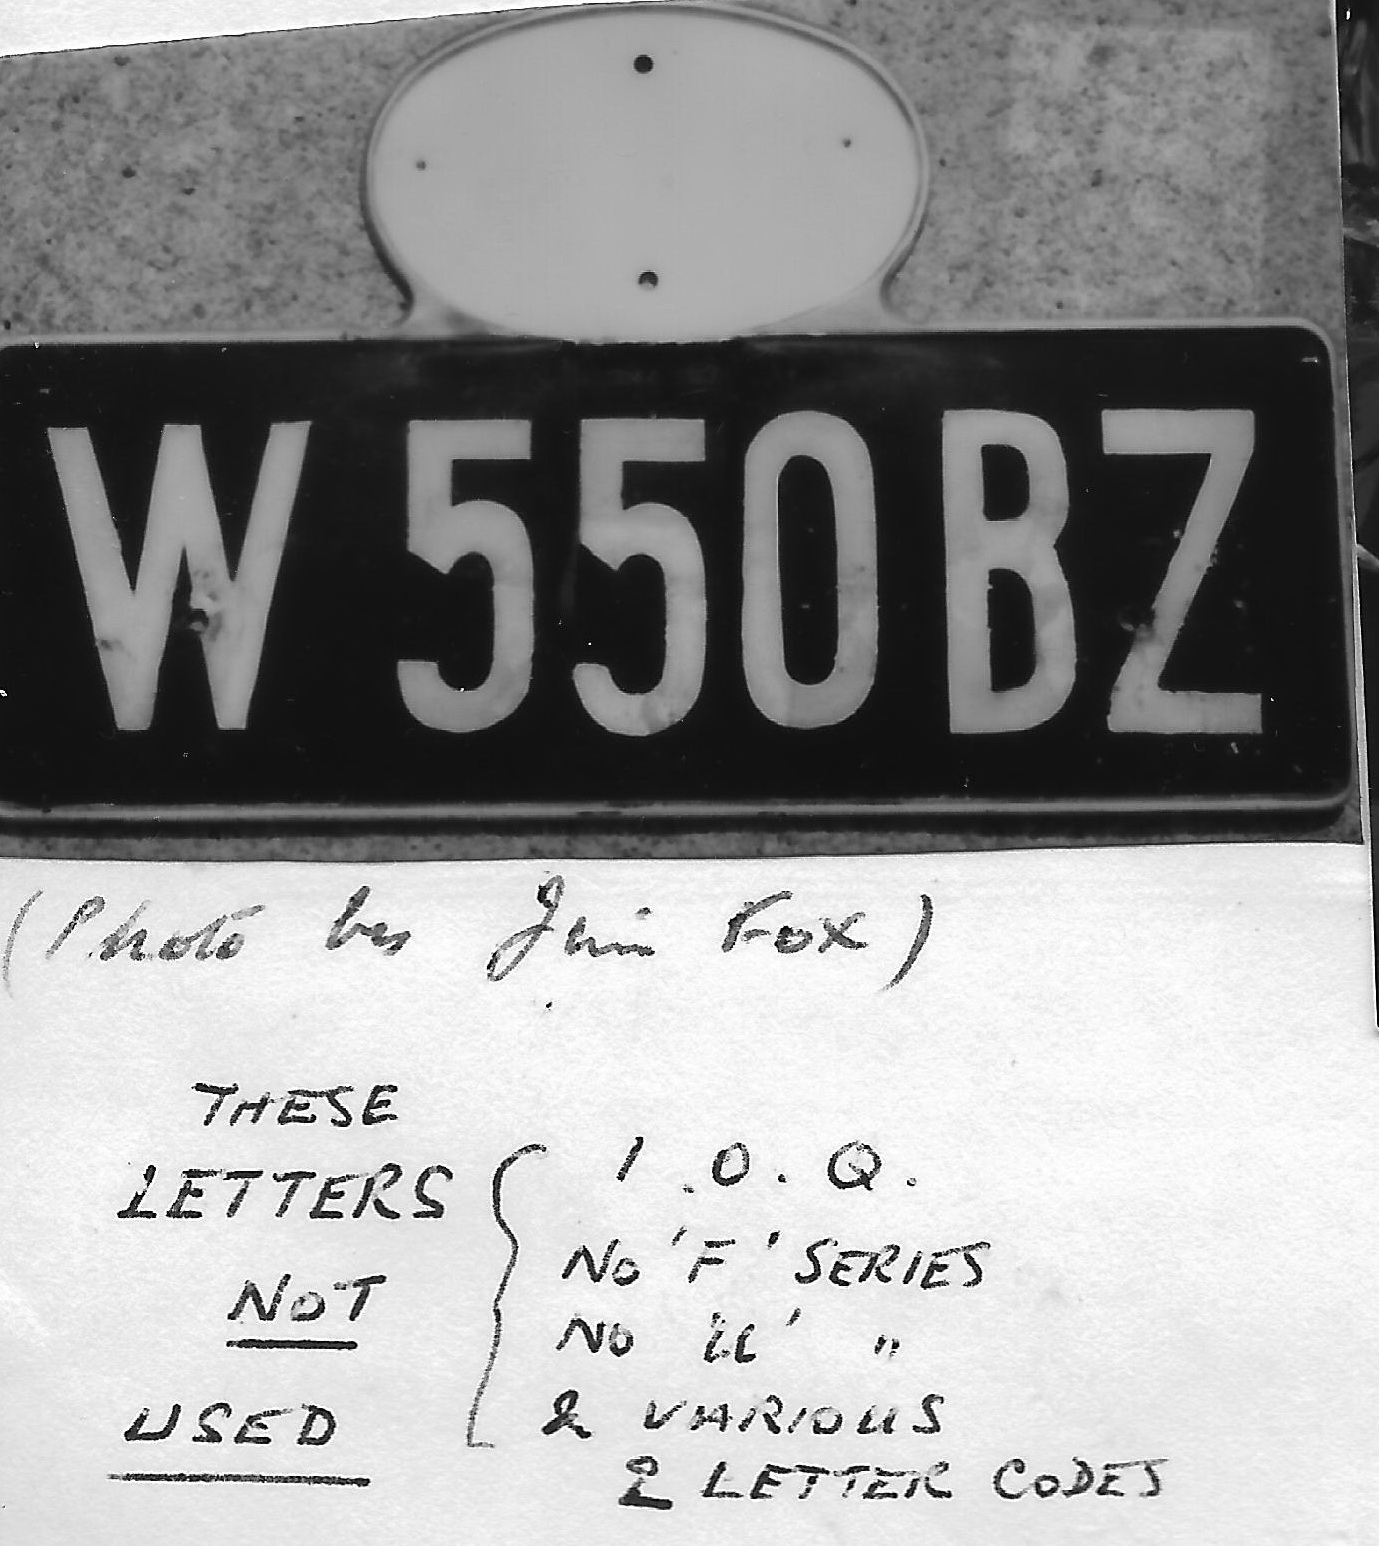 W 550 BZ
(Photo by Jim Fox)
THESE
LETTERS
NOT
USED
I . O . Q .
NO 'F' SERIES
NO 'U' "
& VARIOUS
2 LETTER CODES